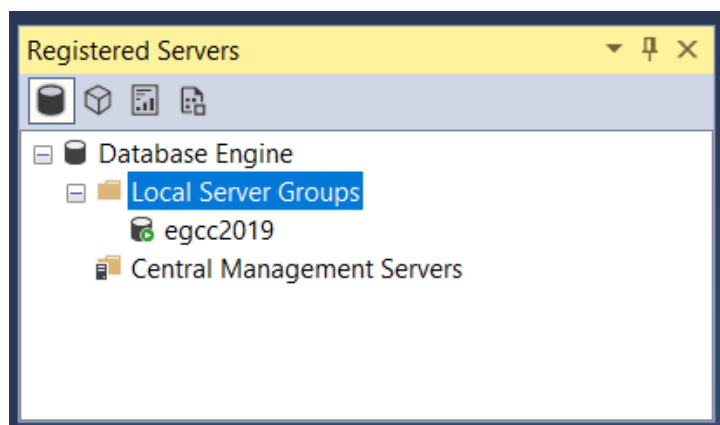 Registered Servers
Database Engine
Local Server Groups
egcc2019
Central Management Servers